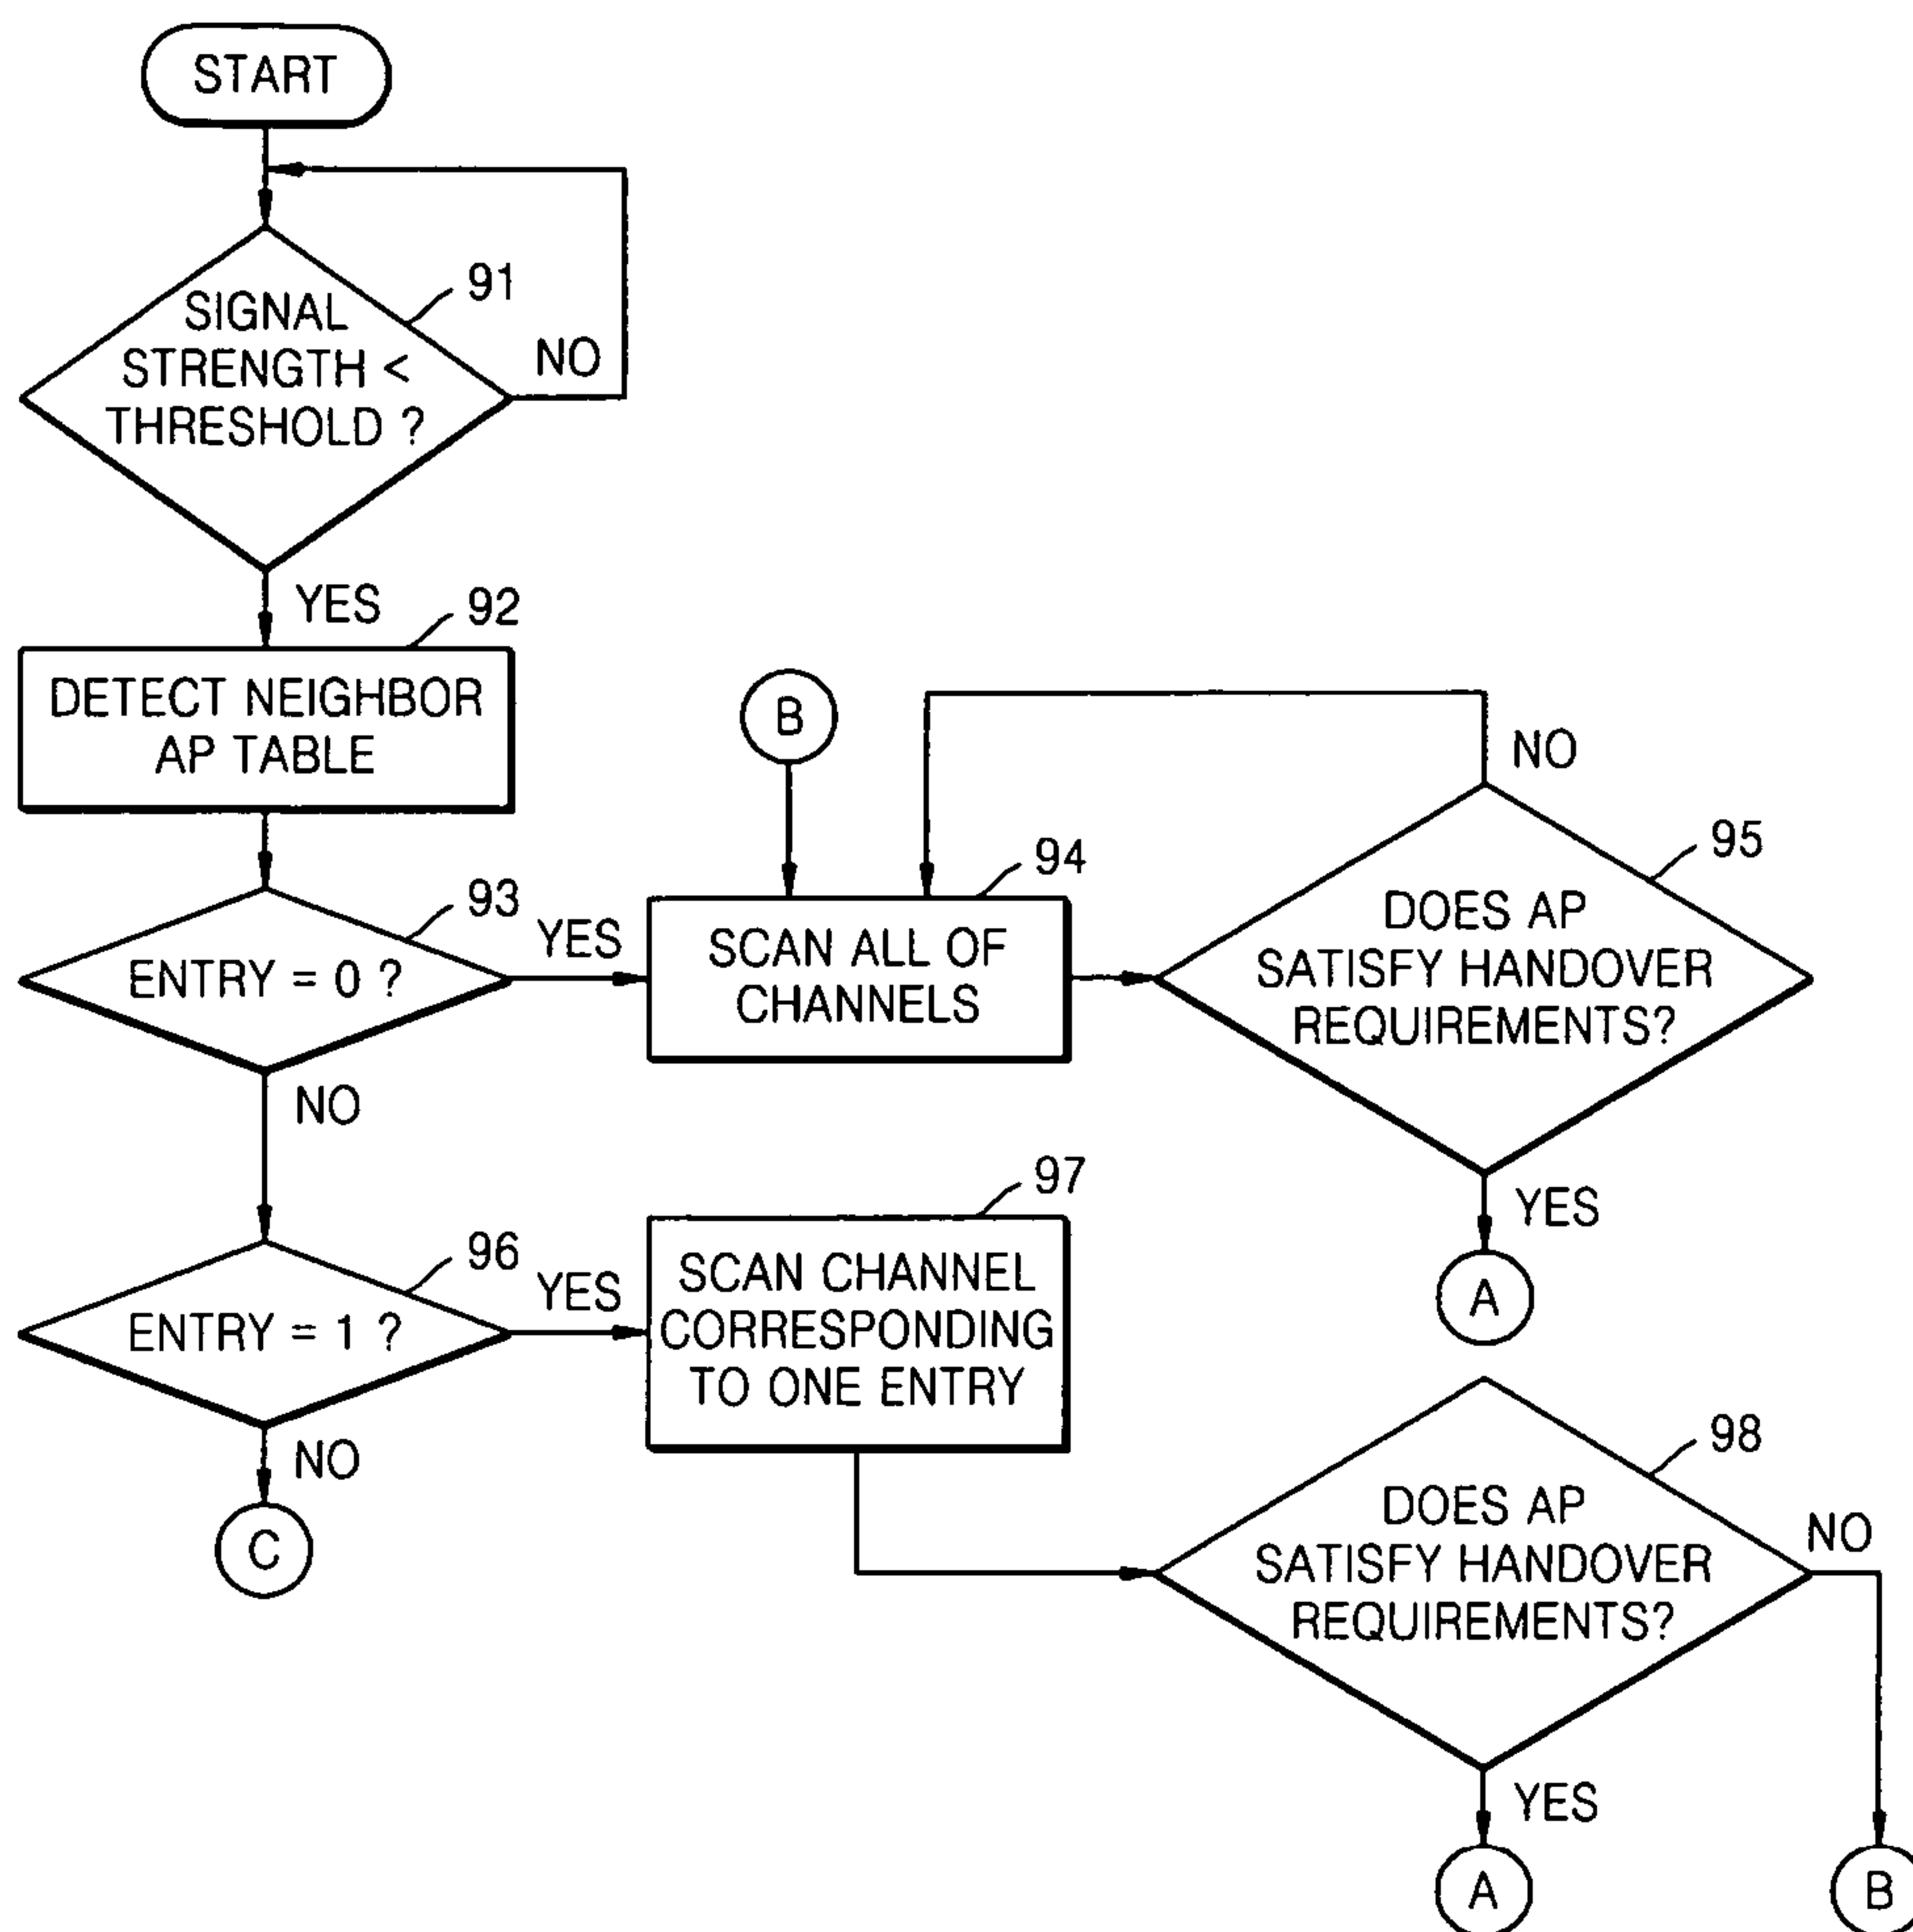 START
91
SIGNAL
STRENGTH <
THRESHOLD ?
NO
YES
92
DETECT NEIGHBOR
AP TABLE
93
ENTRY = 0 ?
YES
NO
B
94
SCAN ALL OF
CHANNELS
95
DOES AP
SATISFY HANDOVER
REQUIREMENTS?
NO
YES
A
96
ENTRY = 1 ?
YES
NO
C
97
SCAN CHANNEL
CORRESPONDING
TO ONE ENTRY
98
DOES AP
SATISFY HANDOVER
REQUIREMENTS?
NO
YES
A
B